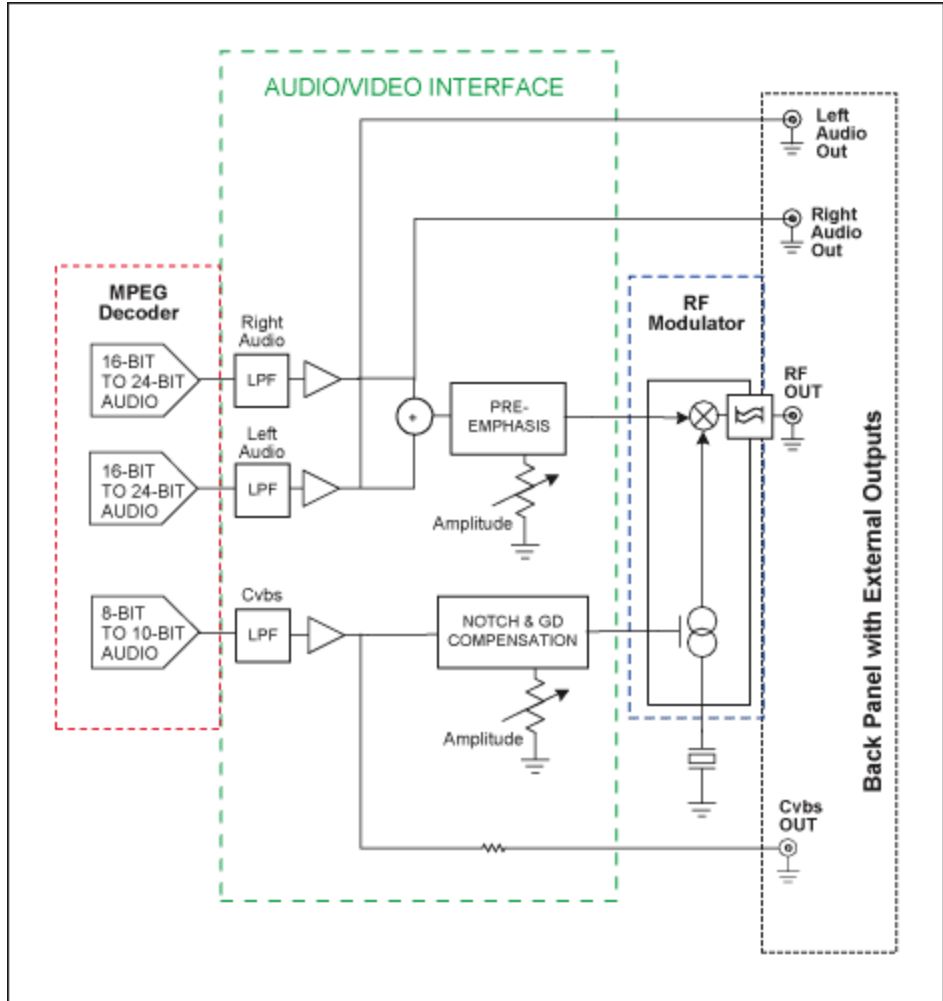 AUDIO/VIDEO INTERFACE
Left
Audio
Out
Right
Audio
Out
MPEG
Decoder
RF
Modulator
Right
Audio
16-BIT
TO 24-BIT
AUDIO
LPF
PRE-
EMPHASIS
RF
OUT
+
Left
Audio
16-BIT
TO 24-BIT
AUDIO
LPF
Amplitude
Cvbs
8-BIT
TO 10-BIT
AUDIO
LPF
NOTCH & GD
COMPENSATION
Amplitude
Back Panel with External Outputs
Cvbs
OUT